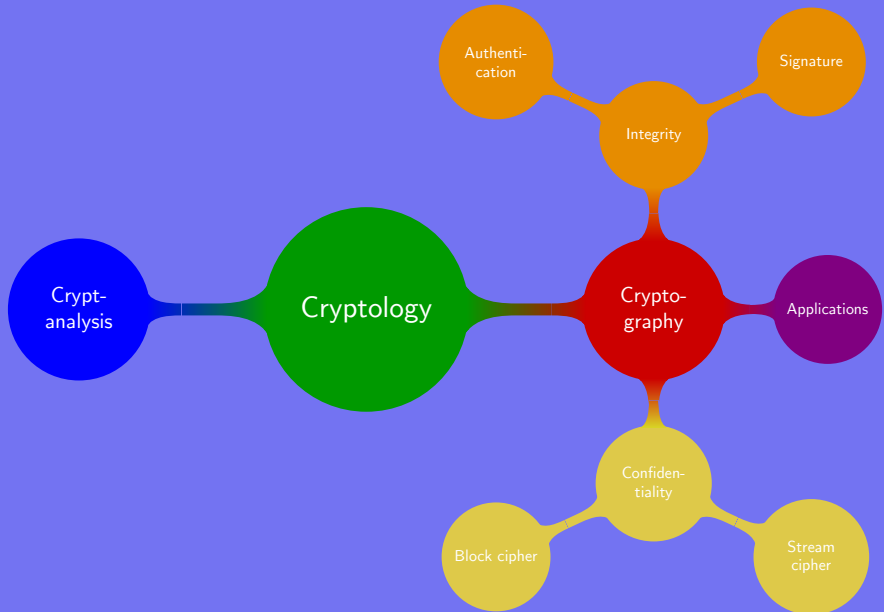 Authenti-
cation
Signature
Integrity
Crypt-
analysis
Cryptology
Crypto-
graphy
Applications
Confiden-
tiality
Block cipher
Stream
cipher